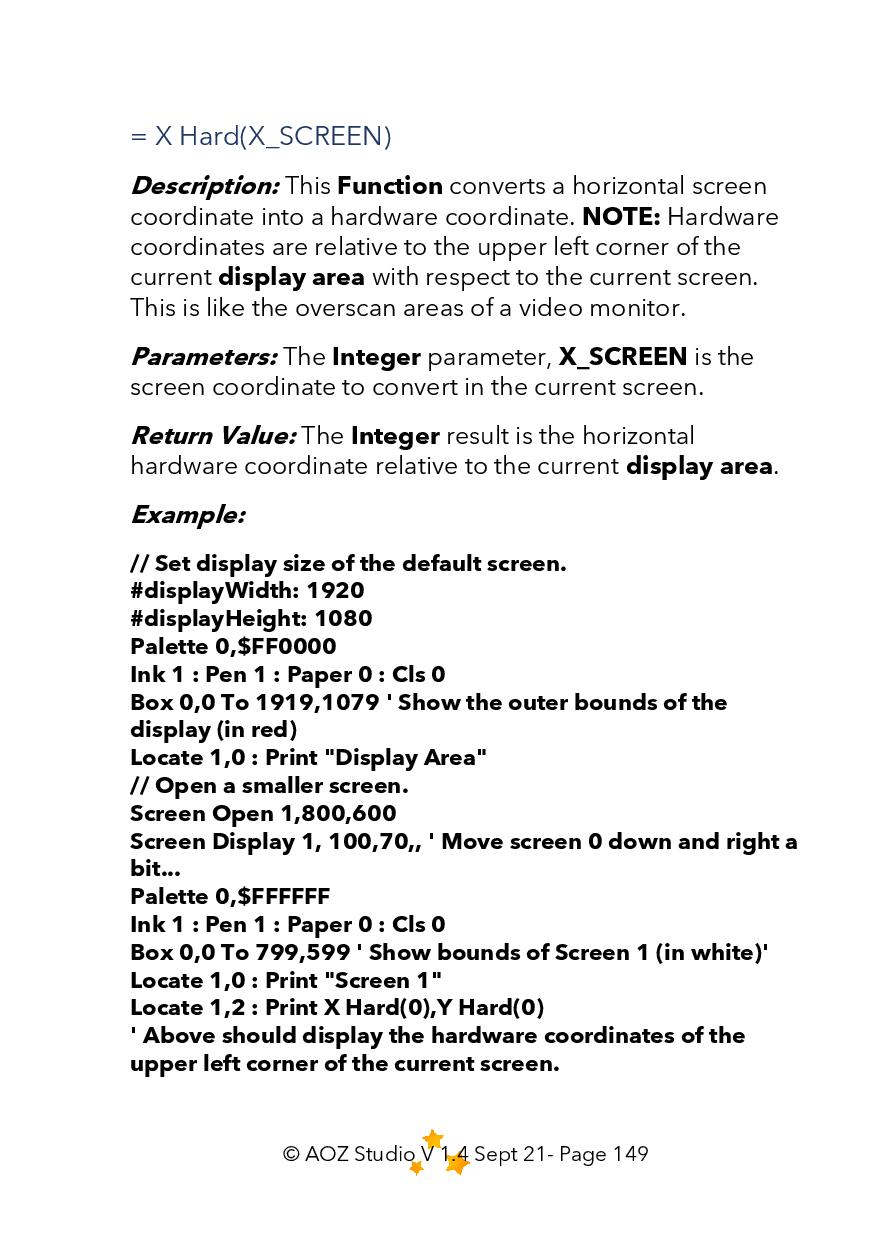 = X Hard(X_SCREEN)
Description: This Function converts a horizontal screen
coordinate into a hardware coordinate. NOTE: Hardware
coordinates are relative to the upper left corner of the
current display area with respect to the current screen.
This is like the overscan areas of a video monitor.
Parameters: The Integer parameter, X_SCREEN is the
screen coordinate to convert in the current screen.
Return Value: The Integer result is the horizontal
hardware coordinate relative to the current display area.
Example:
// Set display size of the default screen.
#displayWidth: 1920
#displayHeight: 1080
Palette 0,$FF0000
Ink 1 : Pen 1 : Paper 0 : Cls 0
Box 0,0 To 1919,1079 ' Show the outer bounds of the
display (in red)
Locate 1,0 : Print "Display Area"
// Open a smaller screen.
Screen Open 1,800,600
Screen Display 1, 100,70,, ' Move screen 0 down and right a
bit...
Palette 0,$FFFFFF
Ink 1 : Pen 1 : Paper 0 : Cls 0
Box 0,0 To 799,599 ' Show bounds of Screen 1 (in white)'
Locate 1,0 : Print "Screen 1"
Locate 1,2 : Print X Hard(0),Y Hard(0)
' Above should display the hardware coordinates of the
upper left corner of the current screen.
© AOZ Studio V 1.4 Sept 21- Page 149